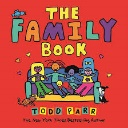 THE
FAMILY
BOOK
TODD PARR
The New York Times Bestselling Author